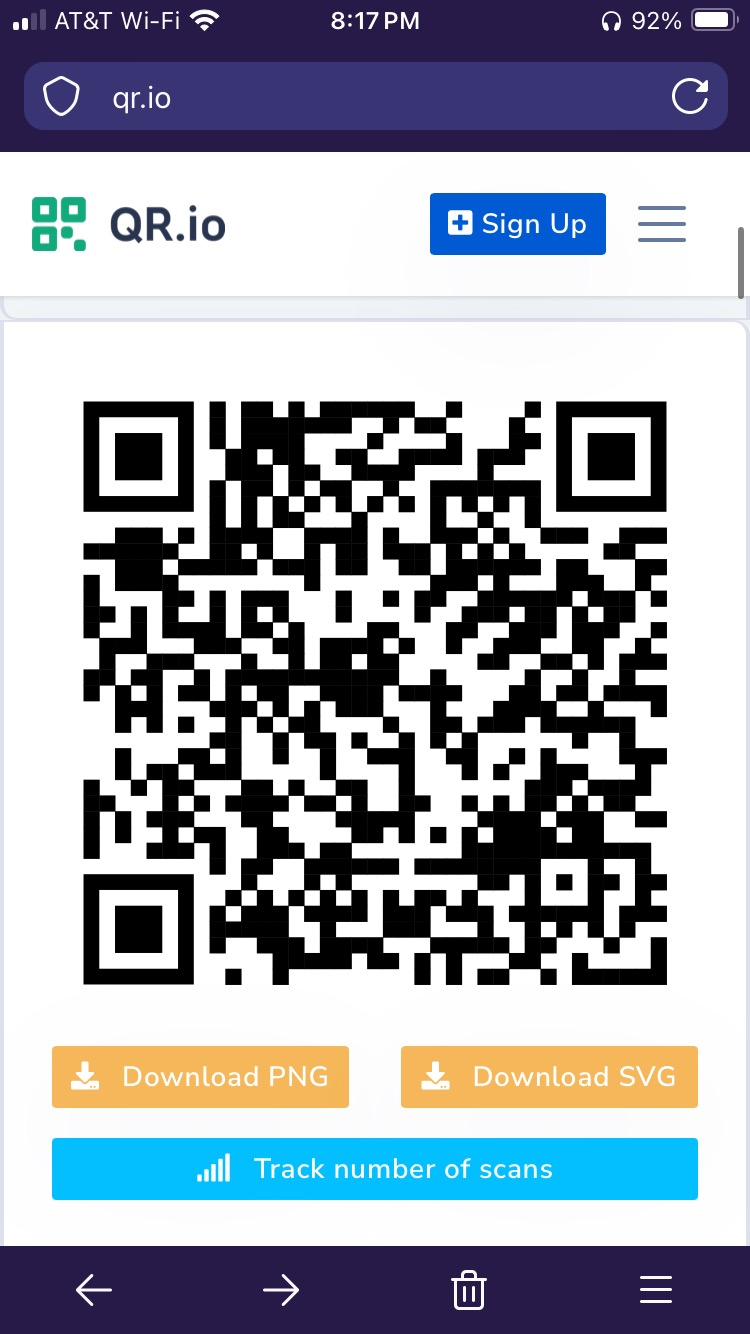 AT&T Wi-Fi 8:17 PM 92%
qr.io
QR.io Sign Up
Download PNG Download SVG
Track number of scans